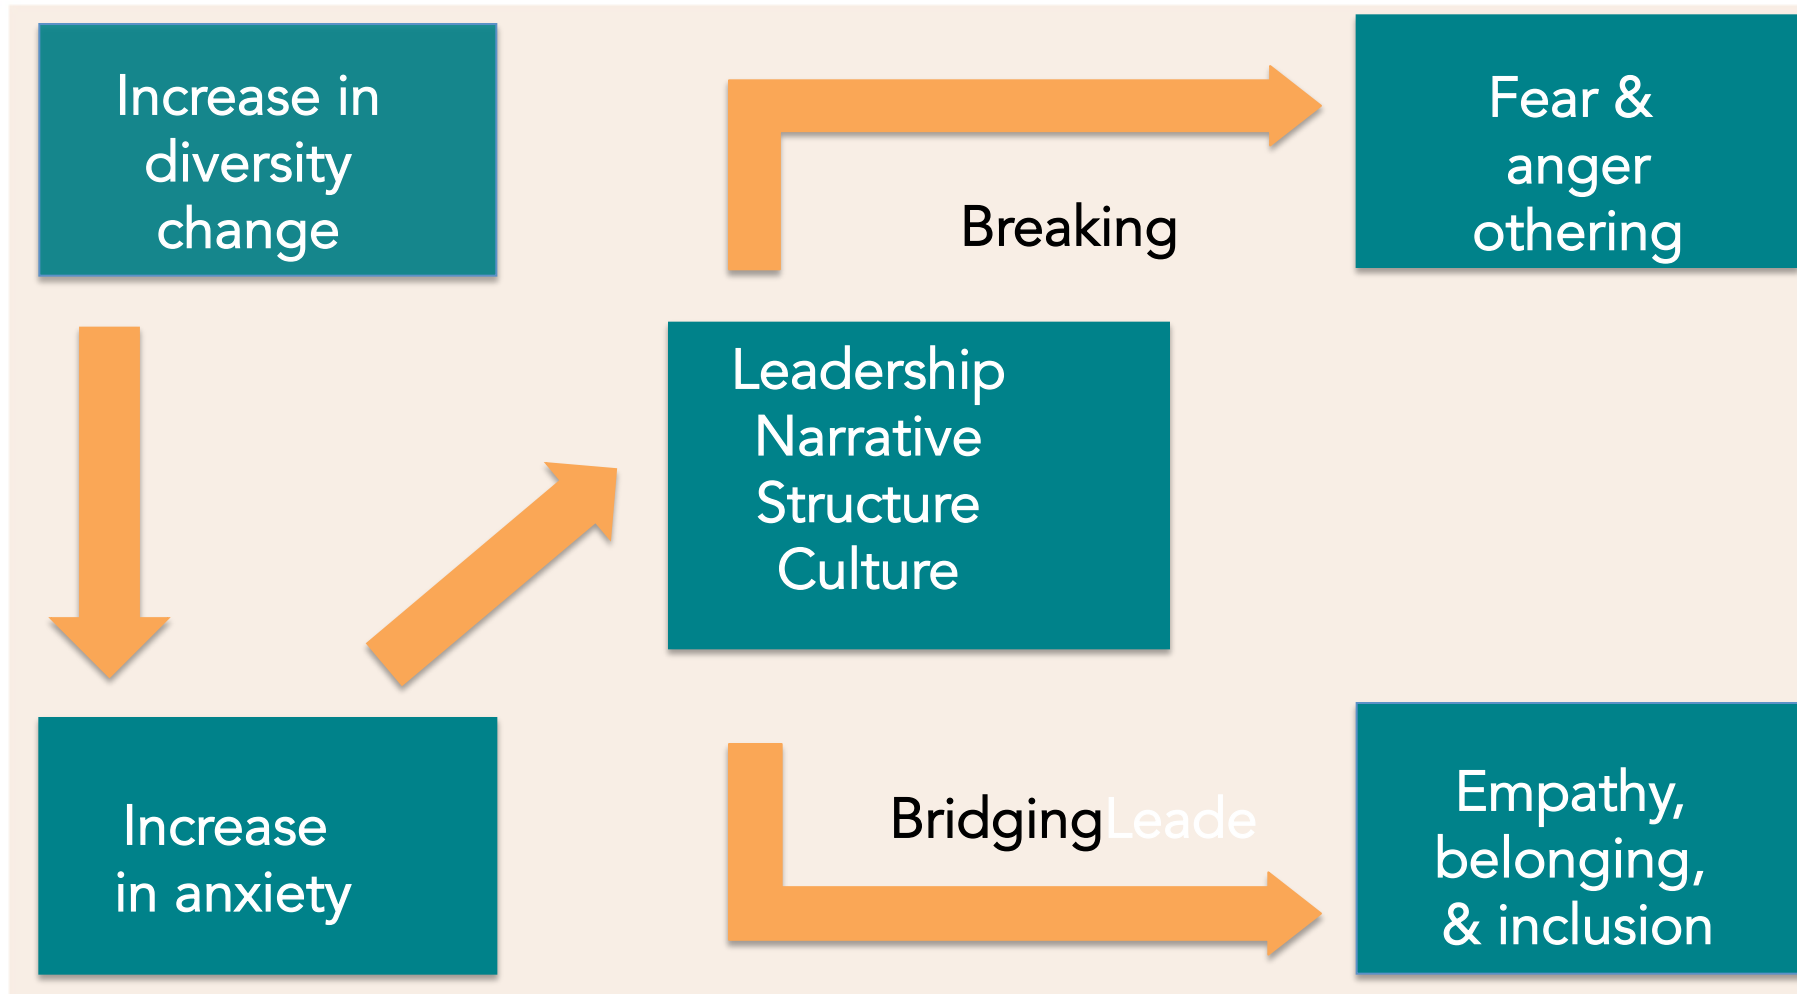 Increase in
diversity
change
Breaking
Fear &
anger
othering
Leadership
Narrative
Structure
Culture
Increase
in anxiety
BridgingLeade
Empathy,
belonging,
& inclusion